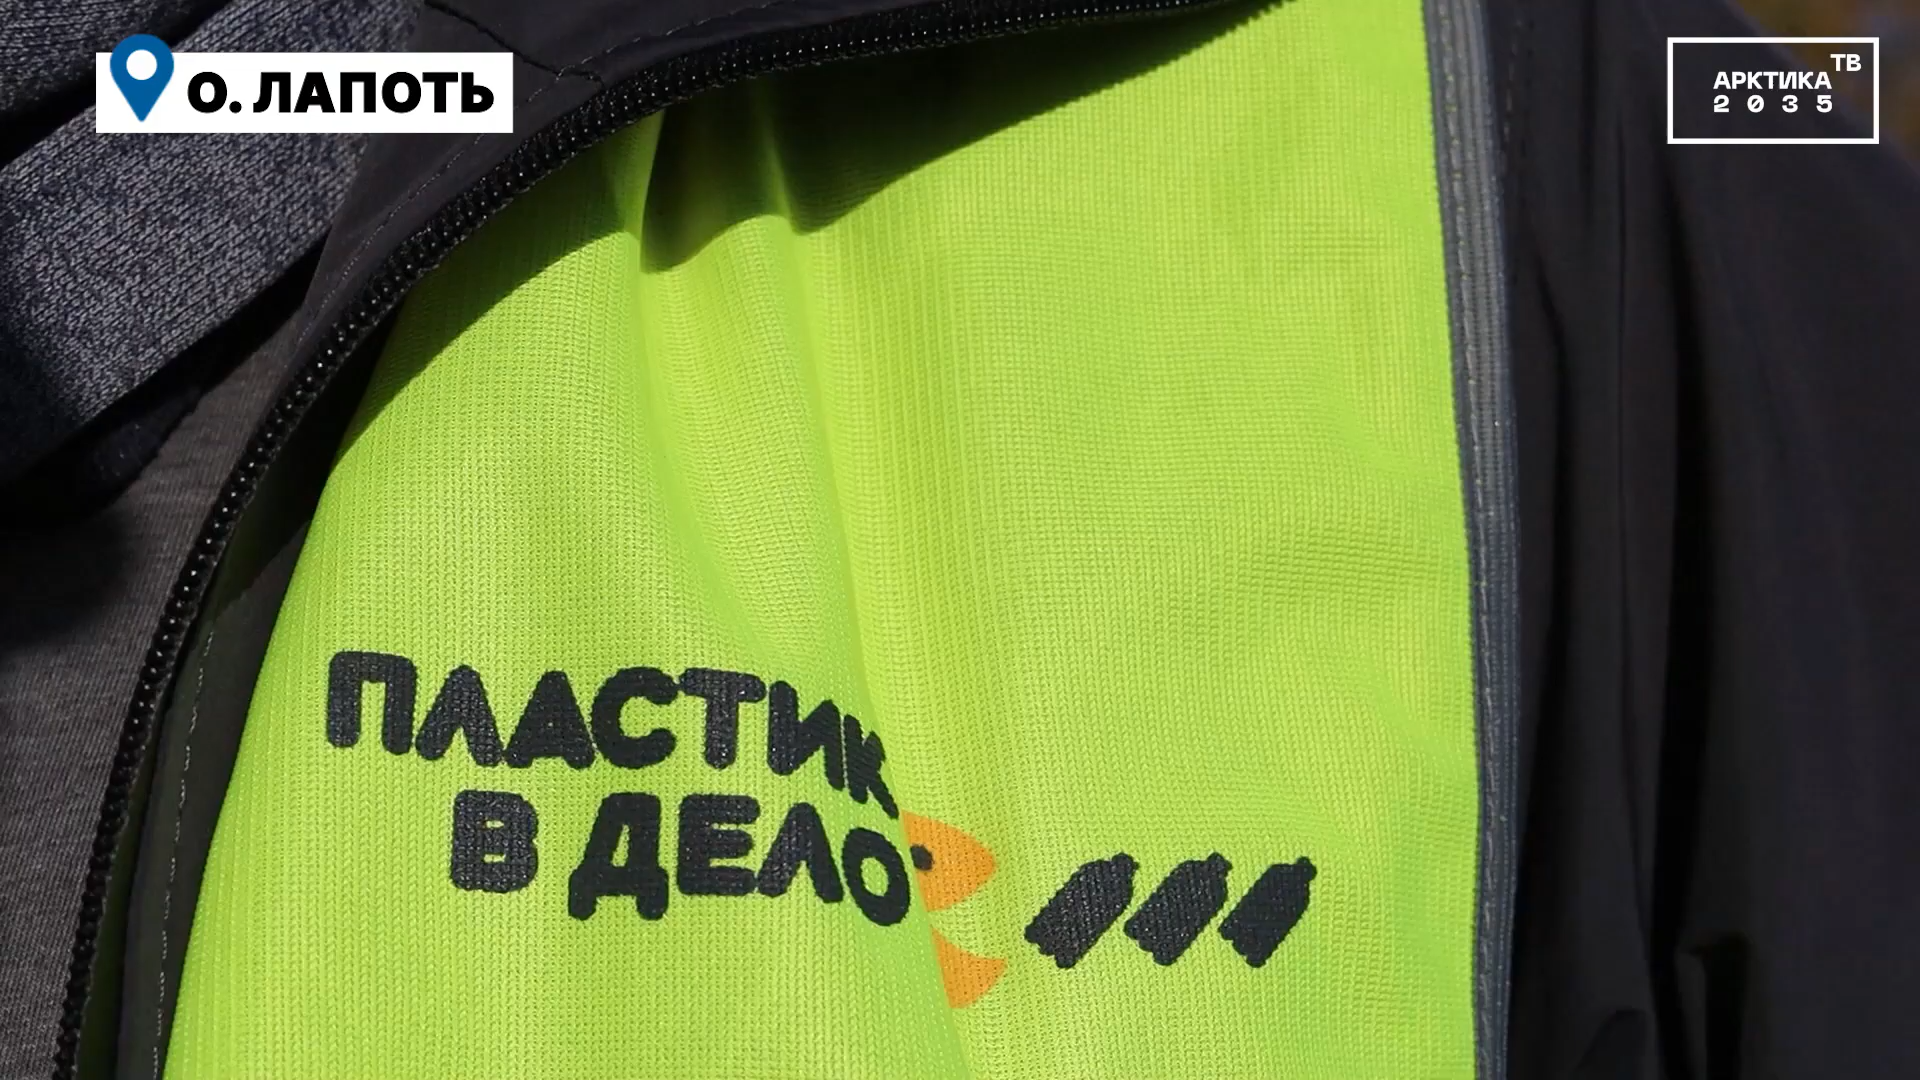 О. ЛАПОТЬ
АРКТИКА ТВ
2035
ПЛАСТИК
В ДЕЛО